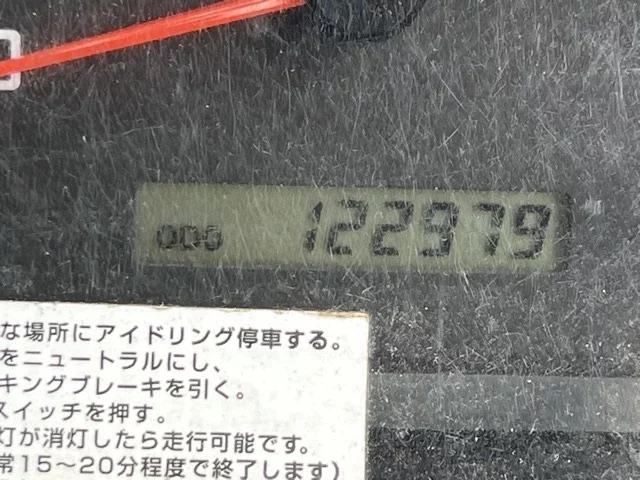 ODO 122979
な場所にアイドリング停車する。
をニュートラルにし、
キングブレーキを引く。
スイッチを押す。
灯が消灯したら走行可能です。
常15〜20分程度で終了します)